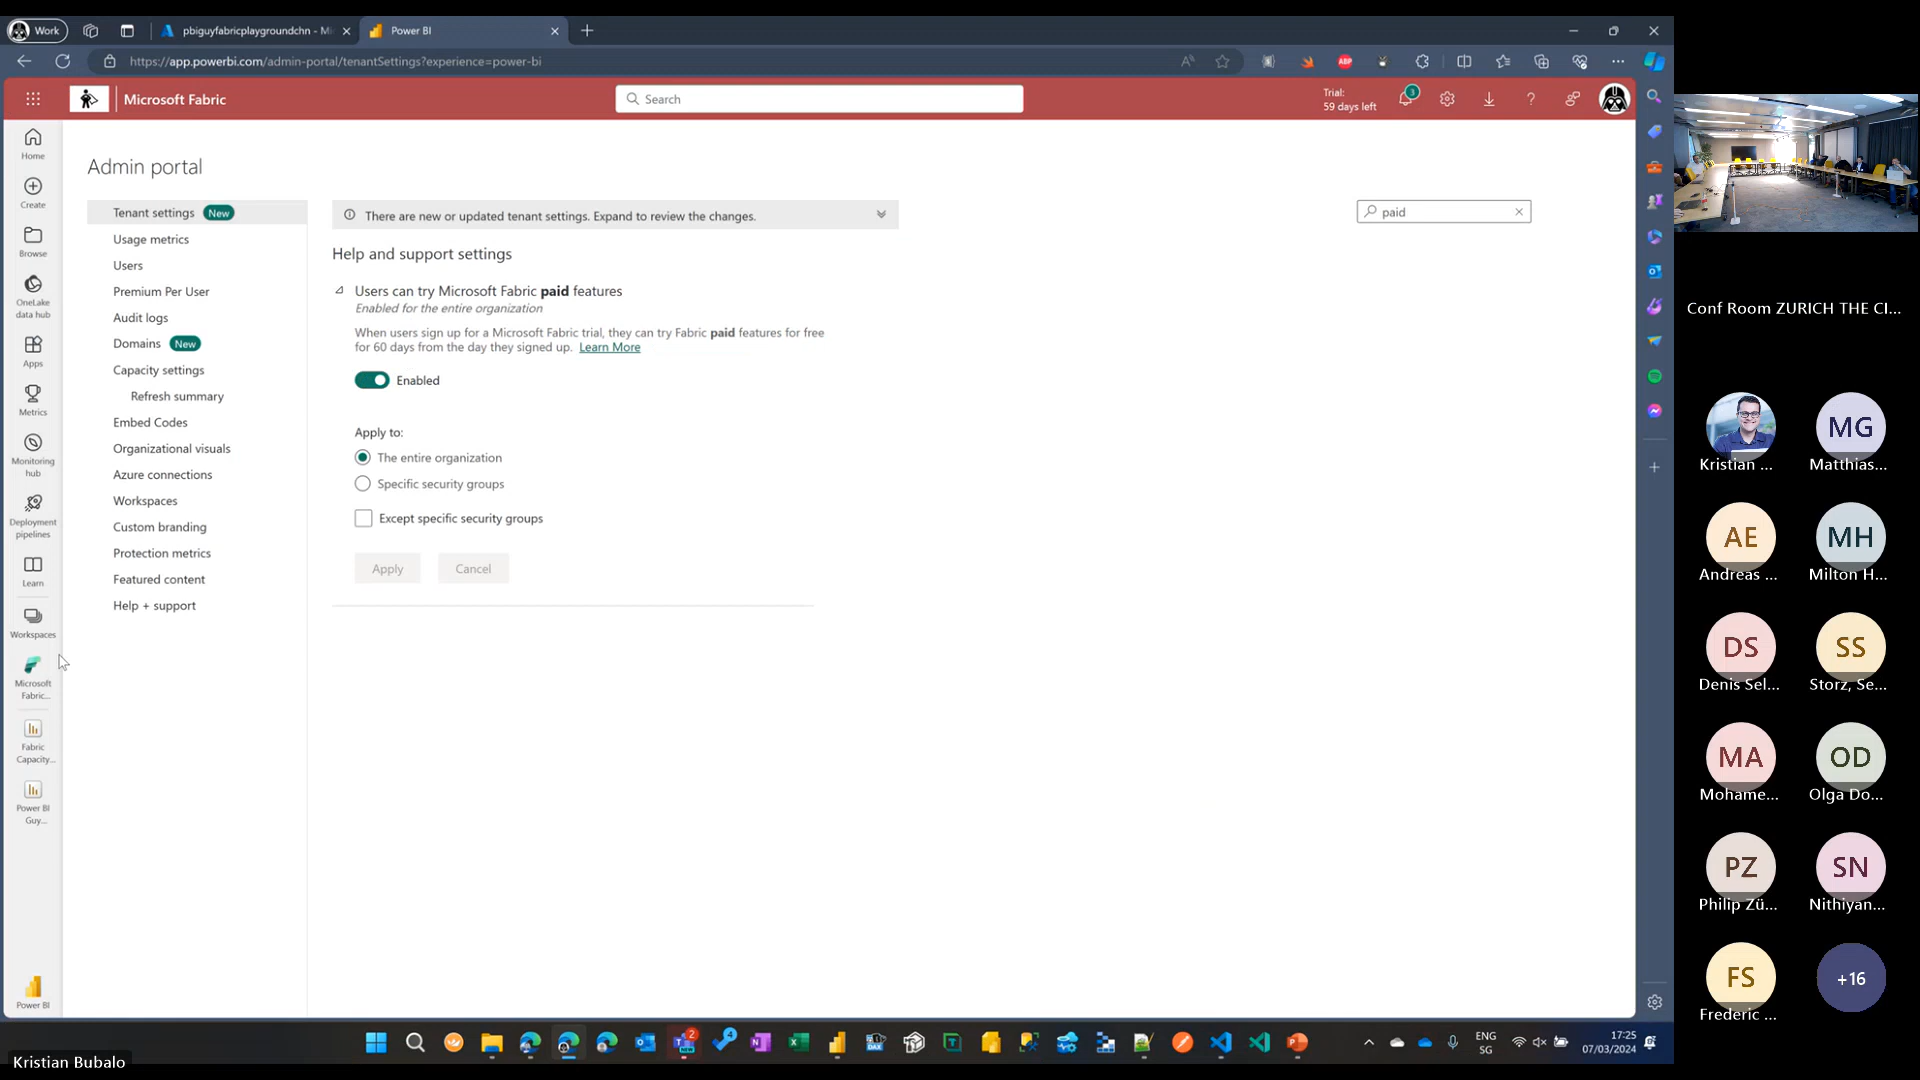 Work
pbiguyfabricplaygroundchn - Mi
Power BI
https://app.powerbi.com/admin-portal/tenantSettings?experience=power-bi
Microsoft Fabric
Search
Trial:
59 days left
3
Home
Create
Browse
OneLake
data hub
Apps
Metrics
Monitoring
hub
Deployment
pipelines
Learn
Workspaces
Microsoft
Fabric...
Fabric
Capacity...
Power BI
Guy...
Power BI
Admin portal
Tenant settings New
Usage metrics
Users
Premium Per User
Audit logs
Domains New
Capacity settings
Refresh summary
Embed Codes
Organizational visuals
Azure connections
Workspaces
Custom branding
Protection metrics
Featured content
Help + support
There are new or updated tenant settings. Expand to review the changes.
paid
Help and support settings
Users can try Microsoft Fabric paid features
Enabled for the entire organization
When users sign up for a Microsoft Fabric trial, they can try Fabric paid features for free
for 60 days from the day they signed up. Learn More
Enabled
Apply to:
The entire organization
Specific security groups
Except specific security groups
Apply
Cancel
Conf Room ZURICH THE CI...
Kristian ...
MG
Matthias...
AE
Andreas ...
MH
Milton H...
DS
Denis Sel...
SS
Storz, Se...
MA
Mohame...
OD
Olga Do...
PZ
Philip Zü...
SN
Nithiyan...
FS
Frederic ...
+16
ABP
2
4
DAX
ENG
SG
17:25
07/03/2024
Kristian Bubalo